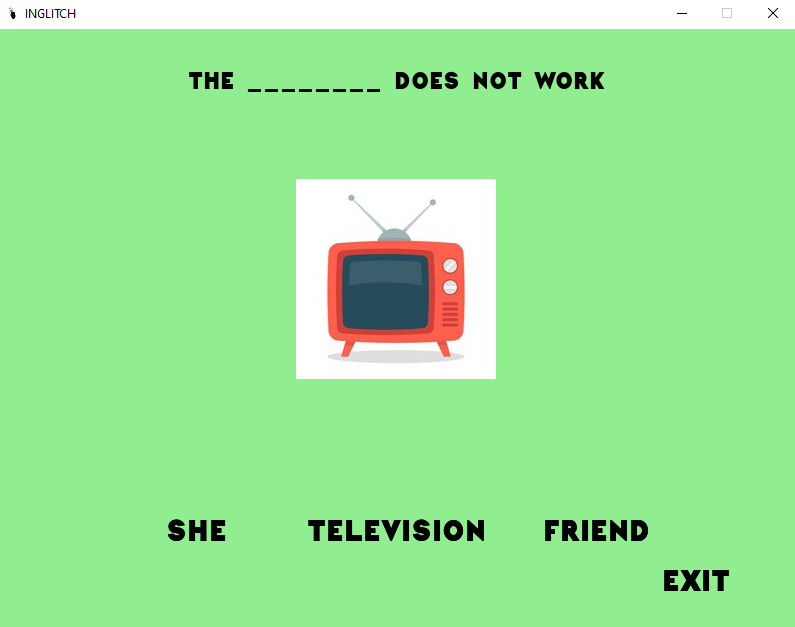 INGLITCH
THE ________ DOES NOT WORK
SHE TELEVISION FRIEND
EXIT